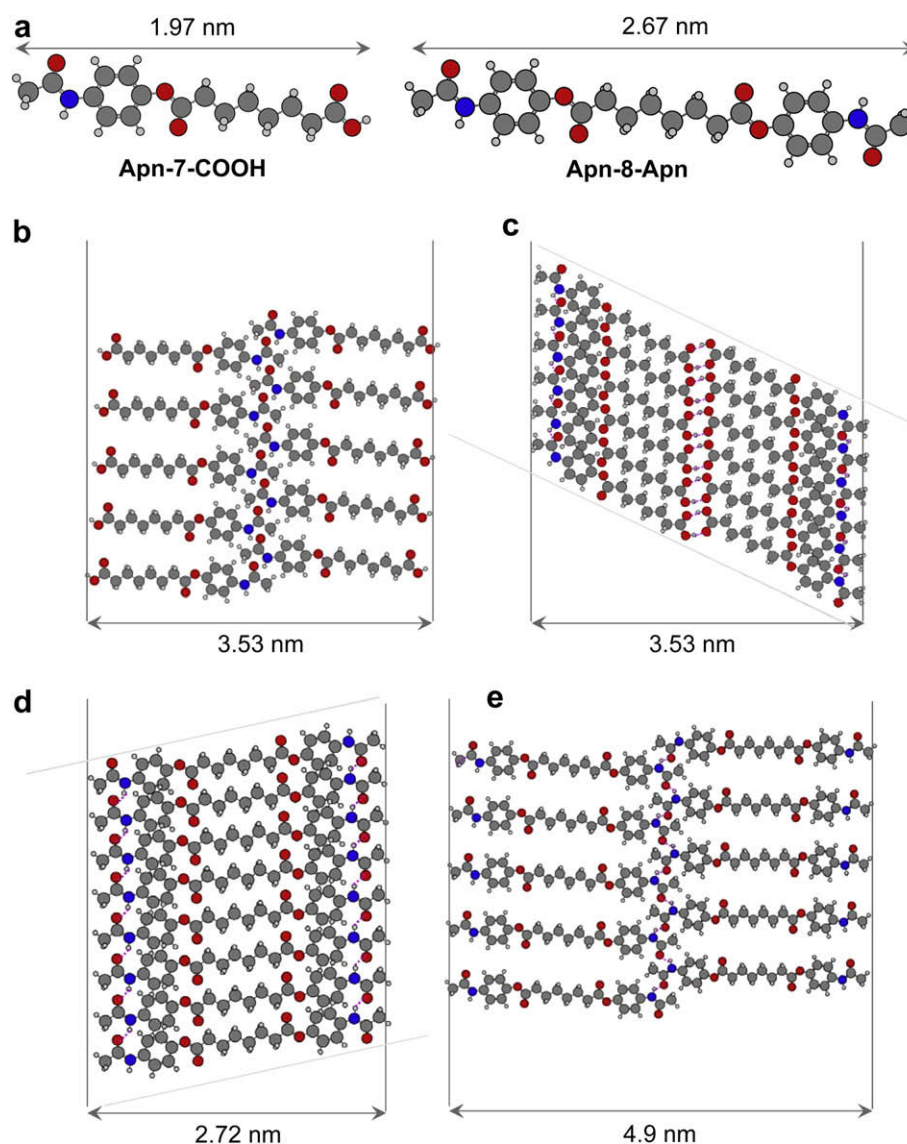 a
1.97 nm
2.67 nm
Apn-7-COOH
Apn-8-Apn
b
c
3.53 nm
3.53 nm
d
e
2.72 nm
4.9 nm